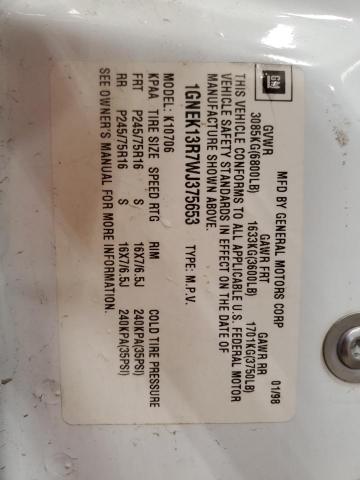 GM
MFD BY GENERAL MOTORS CORP 01/98
GVWR GAWR FRT GAWR RR
3085KG(6800LB) 1633KG(3600LB) 1701KG(3750LB)
THIS VEHICLE CONFORMS TO ALL APPLICABLE U.S. FEDERAL MOTOR
VEHICLE SAFETY STANDARDS IN EFFECT ON THE DATE OF
MANUFACTURE SHOWN ABOVE.
1GNEK13R7WJ375653 TYPE: M.P.V.
MODEL: K10706
KPAA TIRE SIZE SPEED RTG RIM COLD TIRE PRESSURE
FRT P245/75R16 S 16X7/6.5J 240KPA(35PSI)
RR P245/75R16 S 16X7/6.5J 240KPA(35PSI)
SEE OWNER'S MANUAL FOR MORE INFORMATION.